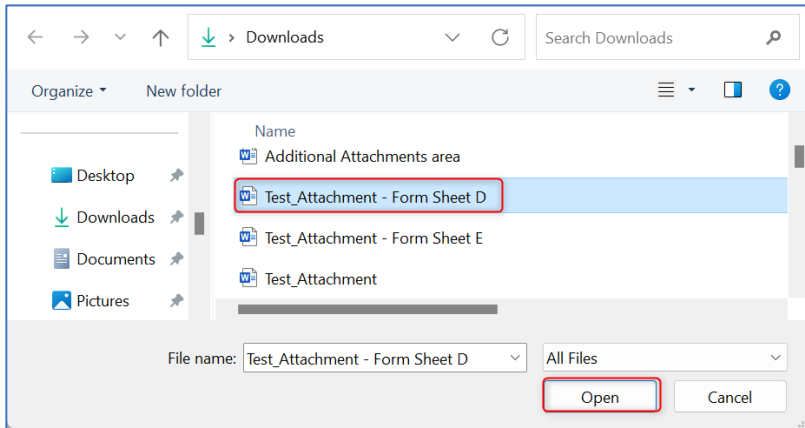 Downloads
Search Downloads
Organize
New folder
Name
Additional Attachments area
Desktop
Test_Attachment - Form Sheet D
Downloads
Test_Attachment - Form Sheet E
Documents
Test_Attachment
Pictures
File name: Test_Attachment - Form Sheet D
All Files
Open
Cancel